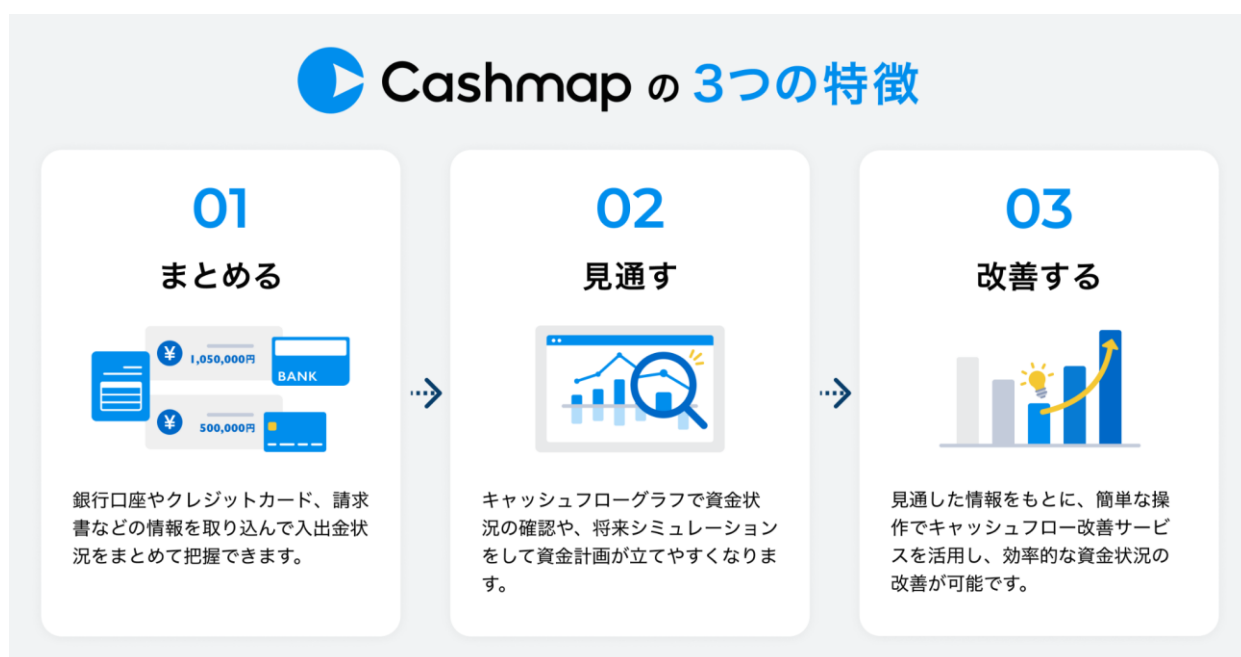 Cashmap の 3つの特徴
01
まとめる
1,050,000円
BANK
500,000円
銀行口座やクレジットカード、請求
書などの情報を取り込んで入出金状
況をまとめて把握できます。
02
見通す
キャッシュフローグラフで資金状
況の確認や、将来シミュレーション
をして資金計画が立てやすくなりま
す。
03
改善する
見通した情報をもとに、簡単な操
作でキャッシュフロー改善サービ
スを活用し、効率的な資金状況の
改善が可能です。